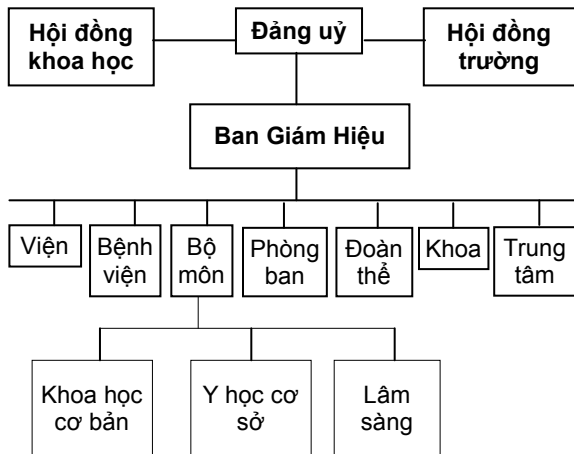 Hội đồng
khoa học
Đảng uỷ
Hội đồng
trường
Ban Giám Hiệu
Viện
Bệnh
viện
Bộ
môn
Phòng
ban
Đoàn
thể
Khoa
Trung
tâm
Khoa học
cơ bản
Y học cơ
sở
Lâm
sàng